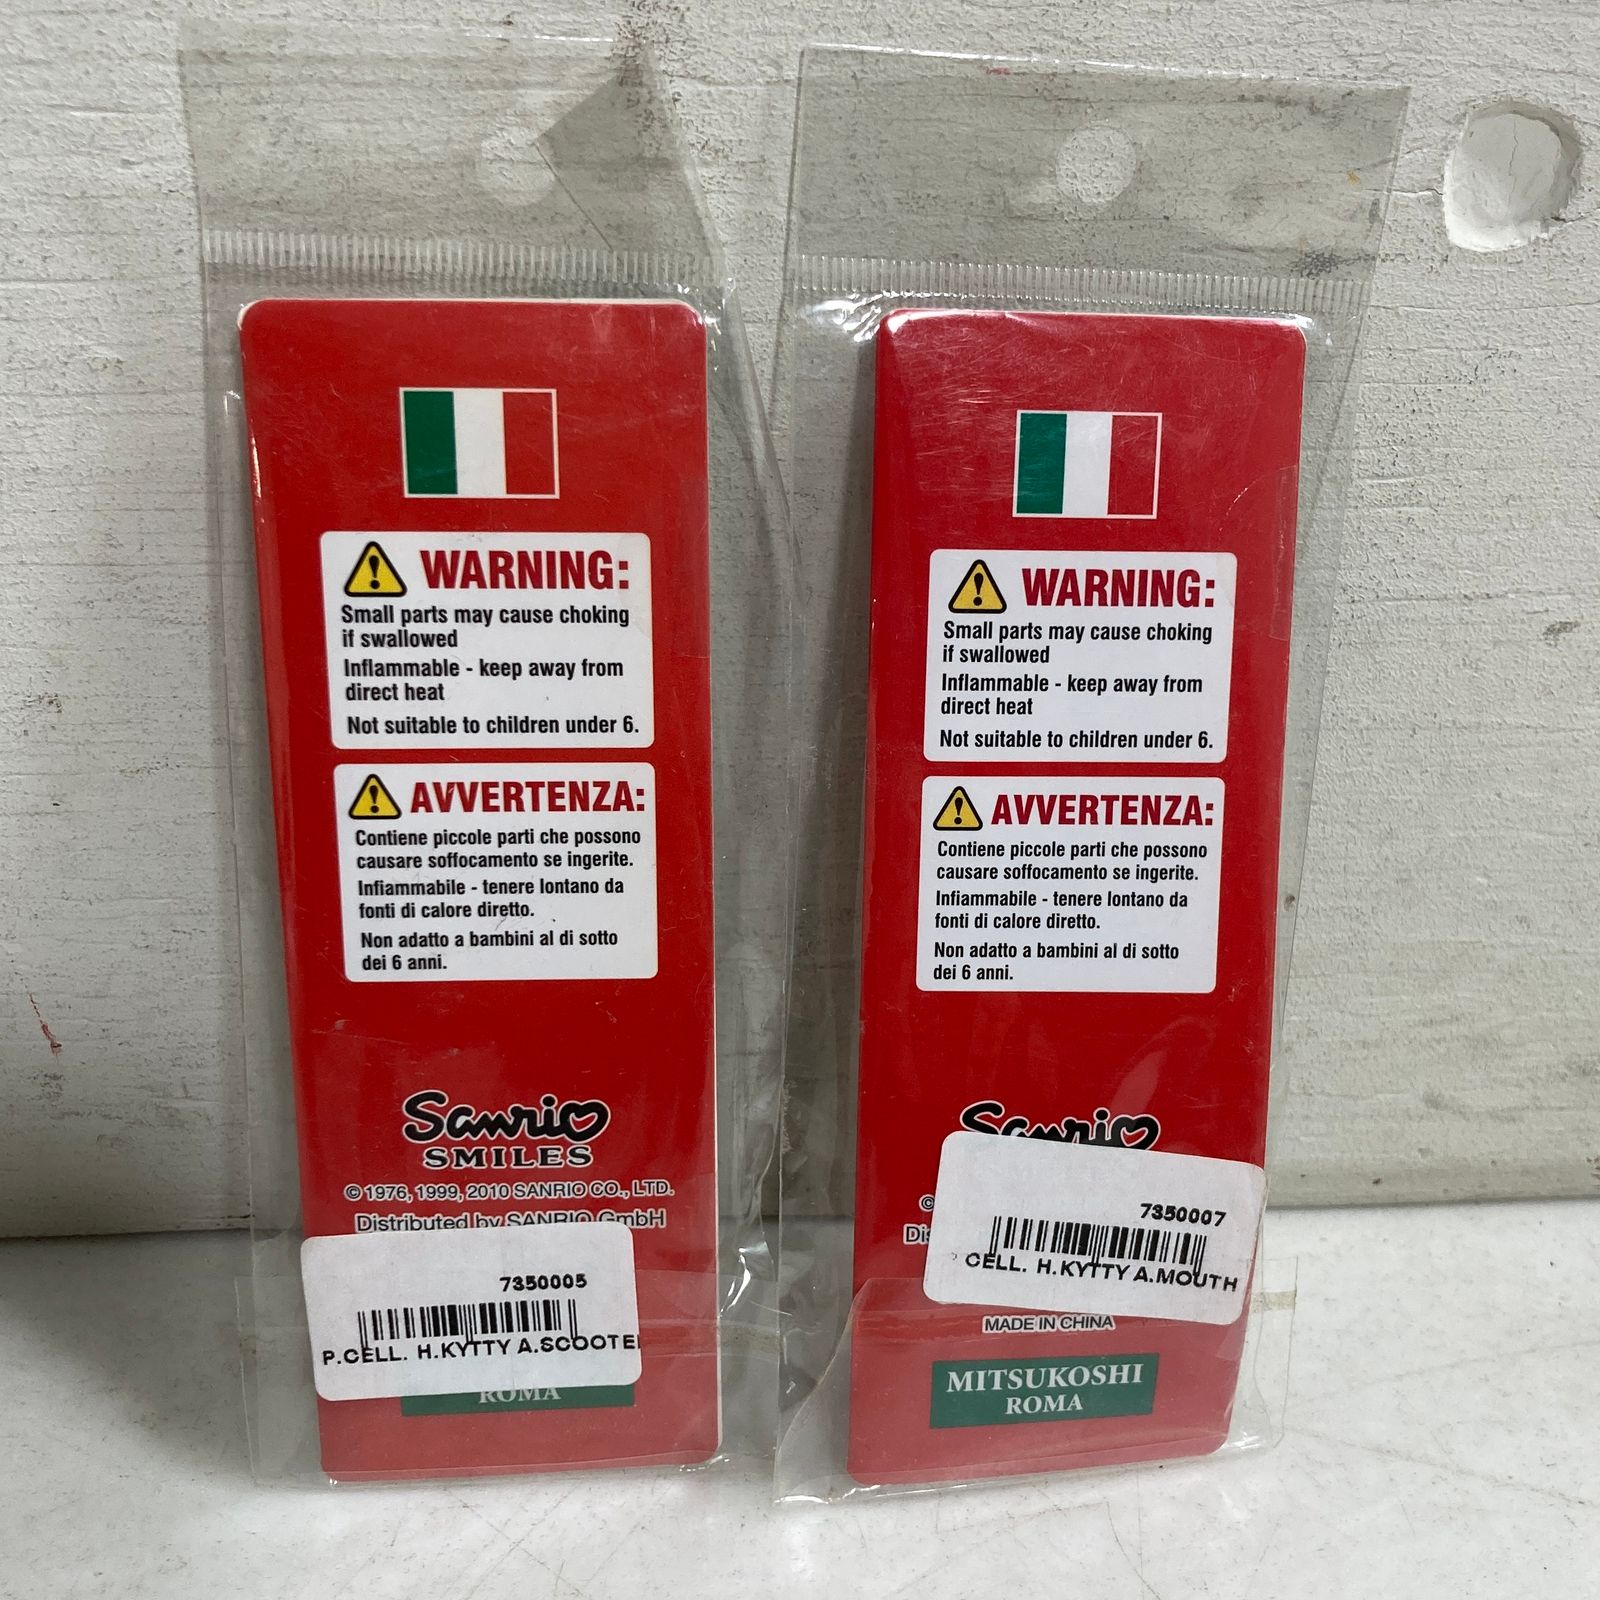 WARNING:
Small parts may cause choking
if swallowed
Inflammable - keep away from
direct heat
Not suitable to children under 6.
AVVERTENZA:
Contiene piccole parti che possono
causare soffocamento se ingerite.
Infiammabile - tenere lontano da
fonti di calore diretto.
Non adatto a bambini al di sotto
dei 6 anni.
Sanrio
SMILES
© 1976, 1999, 2010 SANRIO CO., LTD.
Distributed by SANRIO GmbH
7350005
P.CELL. H.KYTTY A.SCOOTE
ROMA
WARNING:
Small parts may cause choking
if swallowed
Inflammable - keep away from
direct heat
Not suitable to children under 6.
AVVERTENZA:
Contiene piccole parti che possono
causare soffocamento se ingerite.
Infiammabile - tenere lontano da
fonti di calore diretto.
Non adatto a bambini al di sotto
dei 6 anni.
Sanrio
©
Dis
7350007
CELL. H.KYTTY A.MOUTH
MADE IN CHINA
MITSUKOSHI
ROMA